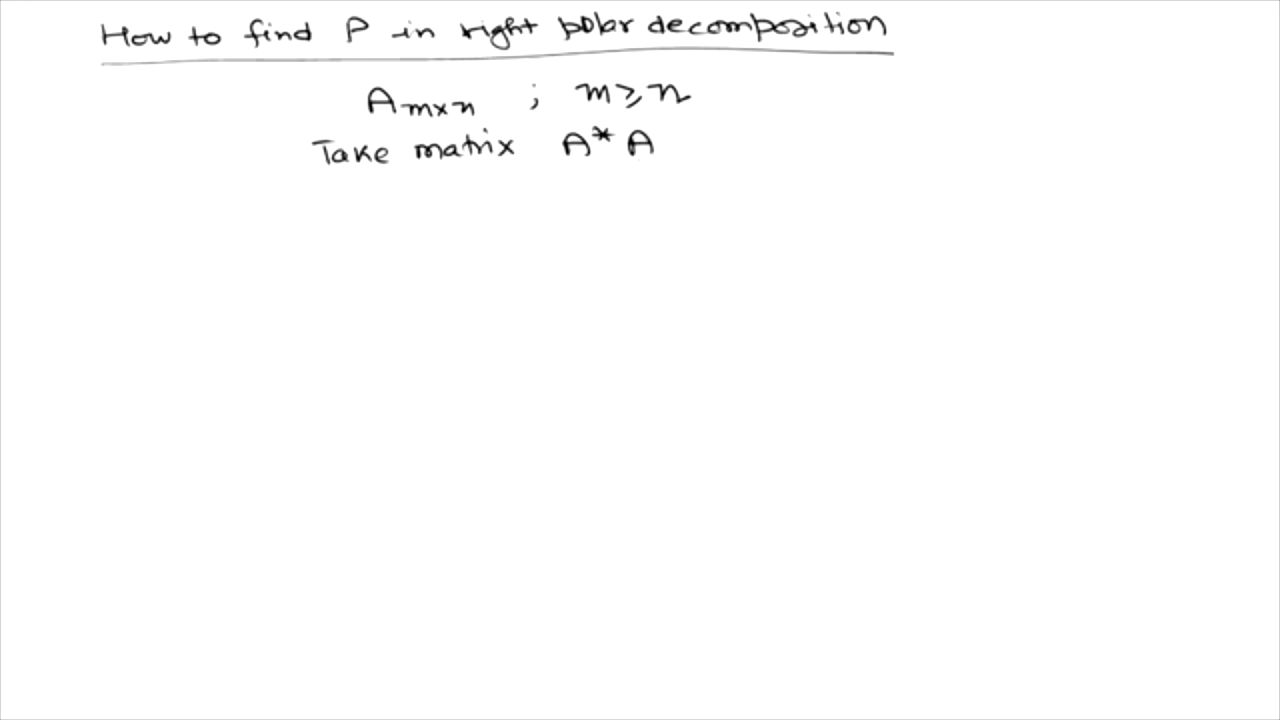 How to find P in right polar decomposition
A m×n ; m ≥ n
Take matrix A* A